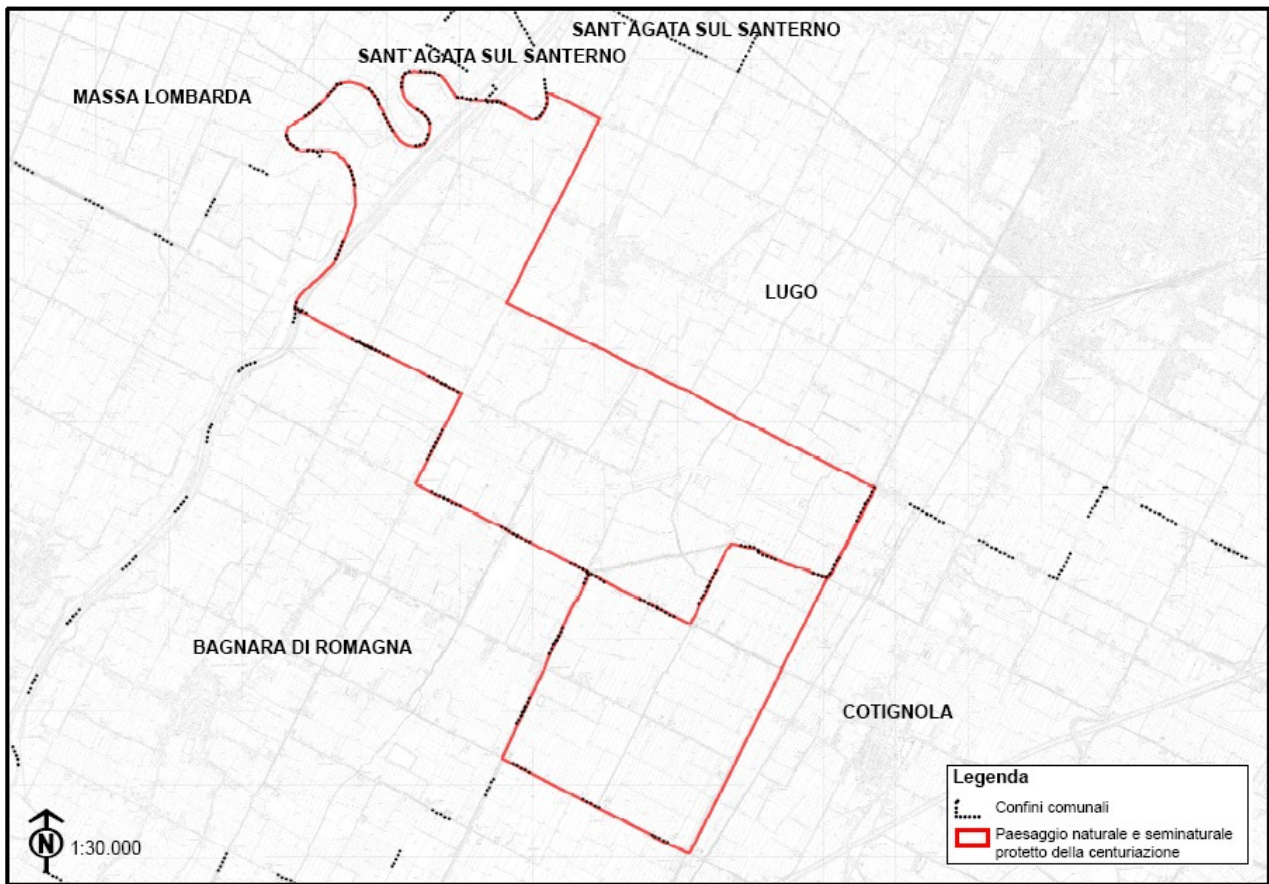 SANT`AGATA SUL SANTERNO
SANT`AGATA SUL SANTERNO
MASSA LOMBARDA
LUGO
BAGNARA DI ROMAGNA
COTIGNOLA
Legenda
Confini comunali
Paesaggio naturale e seminaturale
protetto della centuriazione
N
1:30.000